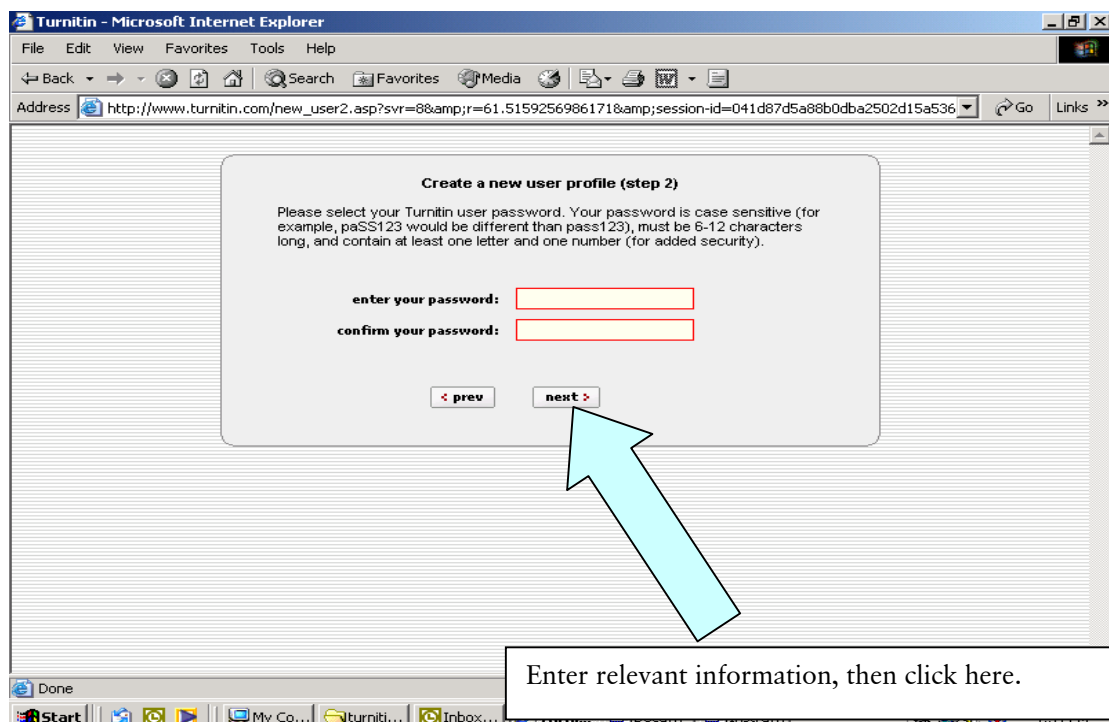 Turnitin - Microsoft Internet Explorer
File Edit View Favorites Tools Help
Back Search Favorites Media
Address http://www.turnitin.com/new_user2.asp?svr=8&amp;r=61.5159256986171&amp;session-id=041d87d5a88b0dba2502d15a536 Go Links »
Create a new user profile (step 2)
Please select your Turnitin user password. Your password is case sensitive (for
example, paSS123 would be different than pass123), must be 6-12 characters
long, and contain at least one letter and one number (for added security).
enter your password:
confirm your password:
< prev next >
Enter relevant information, then click here.
Done
Start My Co... turniti... Inbox...